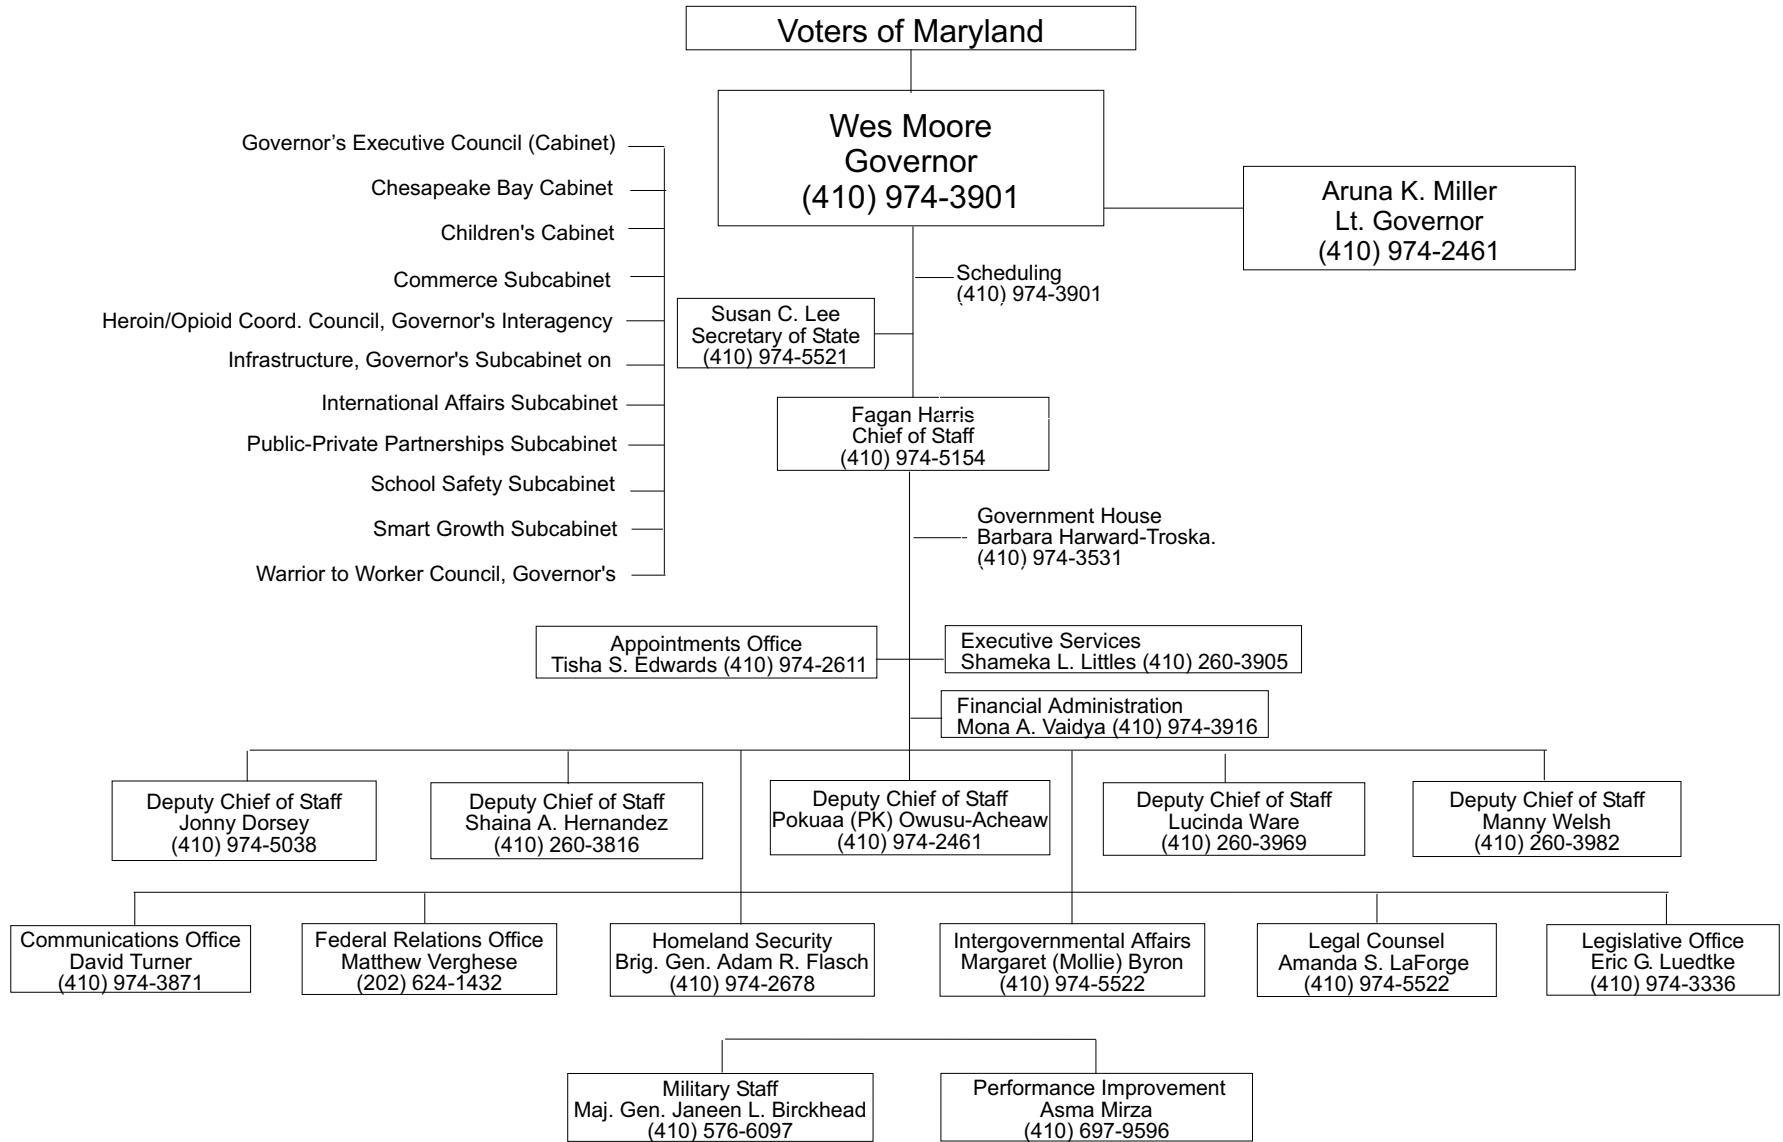 Voters of Maryland
Wes Moore
Governor
(410) 974-3901
Aruna K. Miller
Lt. Governor
(410) 974-2461
Governor’s Executive Council (Cabinet)
Chesapeake Bay Cabinet
Children's Cabinet
Commerce Subcabinet
Heroin/Opioid Coord. Council, Governor's Interagency
Infrastructure, Governor's Subcabinet on
International Affairs Subcabinet
Public-Private Partnerships Subcabinet
School Safety Subcabinet
Smart Growth Subcabinet
Warrior to Worker Council, Governor's
Scheduling
(410) 974-3901
Susan C. Lee
Secretary of State
(410) 974-5521
Fagan Harris
Chief of Staff
(410) 974-5154
Government House
Barbara Harward-Troska.
(410) 974-3531
Appointments Office
Tisha S. Edwards (410) 974-2611
Executive Services
Shameka L. Littles (410) 260-3905
Financial Administration
Mona A. Vaidya (410) 974-3916
Deputy Chief of Staff
Jonny Dorsey
(410) 974-5038
Deputy Chief of Staff
Shaina A. Hernandez
(410) 260-3816
Deputy Chief of Staff
Pokuaa (PK) Owusu-Acheaw
(410) 974-2461
Deputy Chief of Staff
Lucinda Ware
(410) 260-3969
Deputy Chief of Staff
Manny Welsh
(410) 260-3982
Communications Office
David Turner
(410) 974-3871
Federal Relations Office
Matthew Verghese
(202) 624-1432
Homeland Security
Brig. Gen. Adam R. Flasch
(410) 974-2678
Intergovernmental Affairs
Margaret (Mollie) Byron
(410) 974-5522
Legal Counsel
Amanda S. LaForge
(410) 974-5522
Legislative Office
Eric G. Luedtke
(410) 974-3336
Military Staff
Maj. Gen. Janeen L. Birckhead
(410) 576-6097
Performance Improvement
Asma Mirza
(410) 697-9596